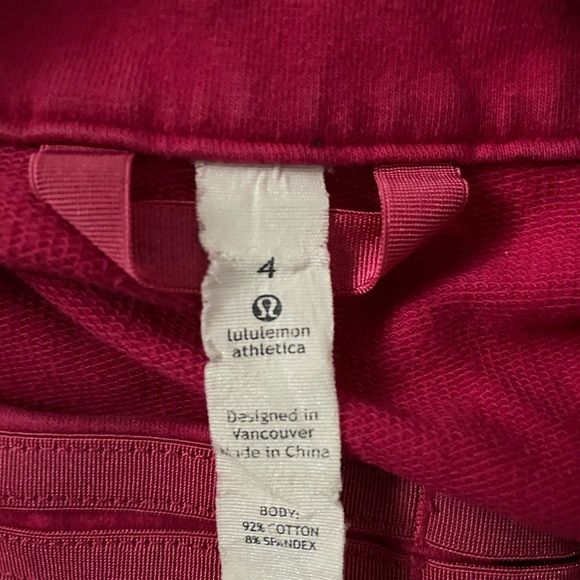 4
lululemon
athletica
Designed in
Vancouver
Made in China
BODY:
92% COTTON
8% SPANDEX